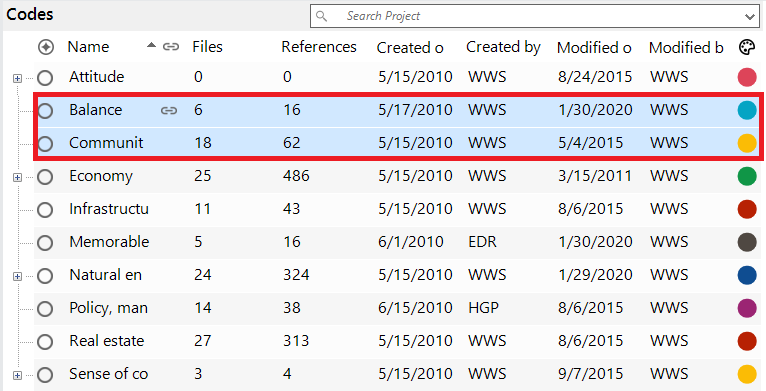 Codes
Search Project
Name Files References Created o Created by Modified o Modified b
Attitude 0 0 5/15/2010 WWS 8/24/2015 WWS
Balance 6 16 5/17/2010 WWS 1/30/2020 WWS
Communit 18 62 5/15/2010 WWS 5/4/2015 WWS
Economy 25 486 5/15/2010 WWS 3/15/2011 WWS
Infrastructu 11 43 5/15/2010 WWS 8/6/2015 WWS
Memorable 5 16 6/1/2010 EDR 1/30/2020 WWS
Natural en 24 324 5/15/2010 WWS 1/29/2020 WWS
Policy, man 14 38 6/15/2010 HGP 8/6/2015 WWS
Real estate 27 313 5/15/2010 WWS 8/6/2015 WWS
Sense of co 3 4 5/15/2010 WWS 9/7/2015 WWS